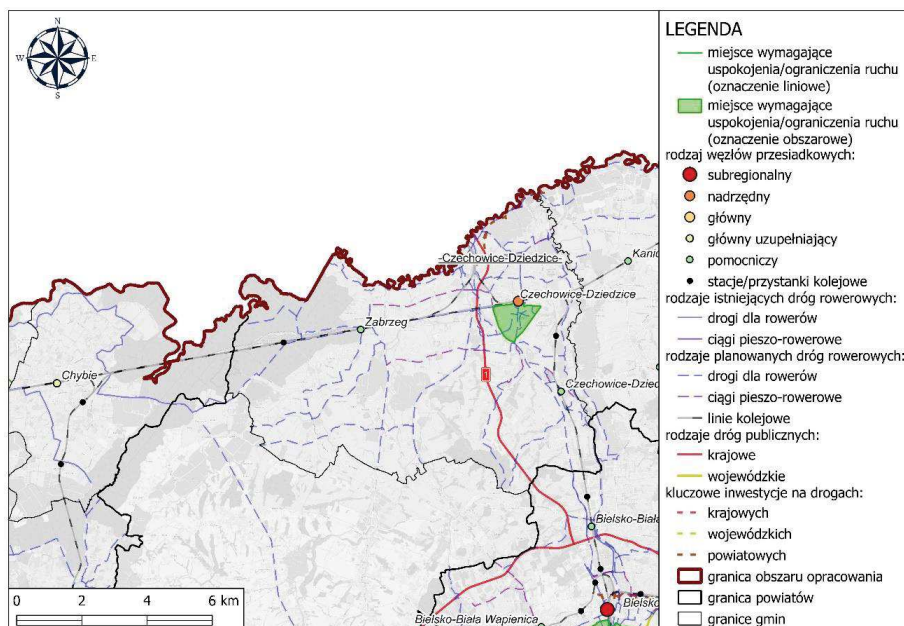 N
W E
S
-Czechowice-Dziedzice-
Kanio
Czechowice-Dziedzice
Zabrzeg
1
Chybie
Czechowice-Dzied
Bielsko-Biała
Bielsko
Bielsko-Biała Wapienica
0 2 4 6 km
LEGENDA
miejsce wymagające
uspokojenia/ograniczenia ruchu
(oznaczenie liniowe)
miejsce wymagające
uspokojenia/ograniczenia ruchu
(oznaczenie obszarowe)
rodzaj węzłów przesiadkowych:
subregionalny
nadrzędny
główny
główny uzupełniający
pomocniczy
stacje/przystanki kolejowe
rodzaje istniejących dróg rowerowych:
drogi dla rowerów
ciągi pieszo-rowerowe
rodzaje planowanych dróg rowerowych:
drogi dla rowerów
ciągi pieszo-rowerowe
linie kolejowe
rodzaje dróg publicznych:
krajowe
wojewódzkie
kluczowe inwestycje na drogach:
krajowych
wojewódzkich
powiatowych
granica obszaru opracowania
granica powiatów
granice gmin